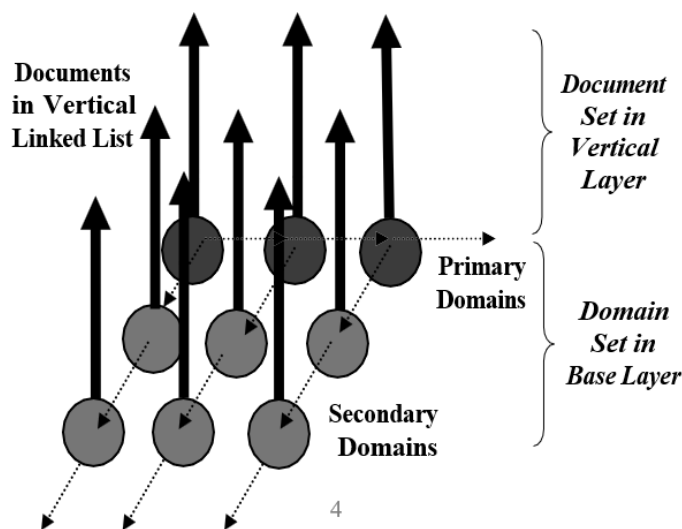 Documents
in Vertical
Linked List
Document
Set in
Vertical
Layer
Primary
Domains
Domain
Set in
Base Layer
Secondary
Domains
4